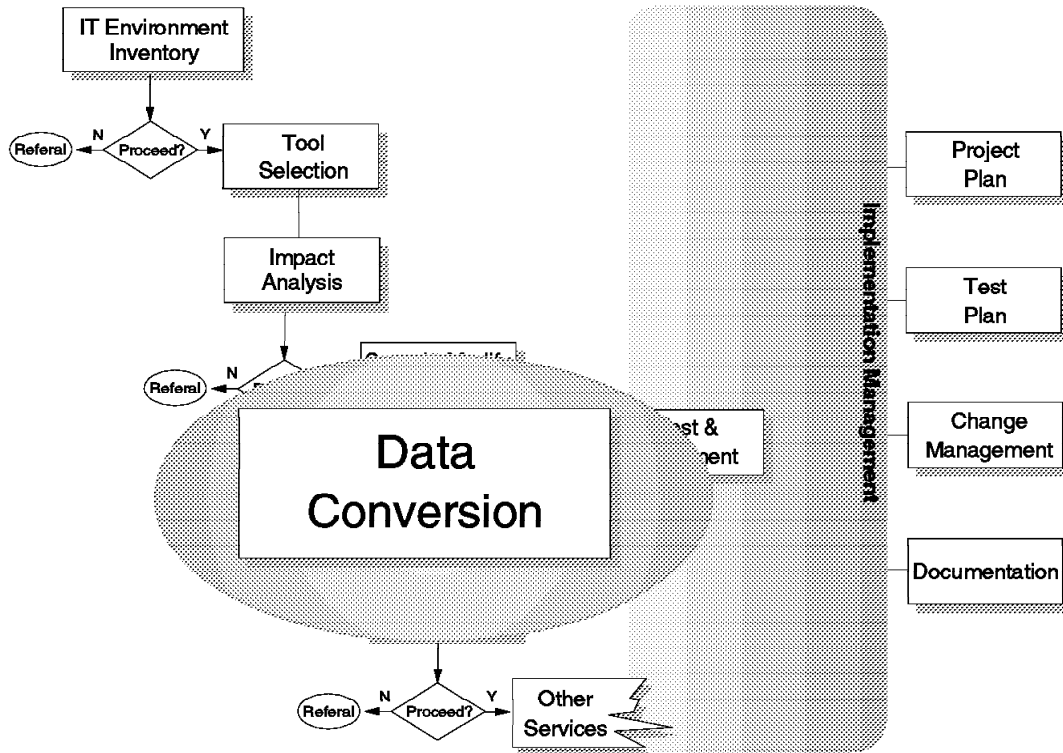 IT Environment
Inventory
N
Y
Referal
Proceed?
Tool
Selection
Project
Plan
Impact
Analysis
Implementation Management
Test
Plan
N
Referal
Data
Conversion
&
Change
Management
Documentation
N
Y
Referal
Proceed?
Other
Services